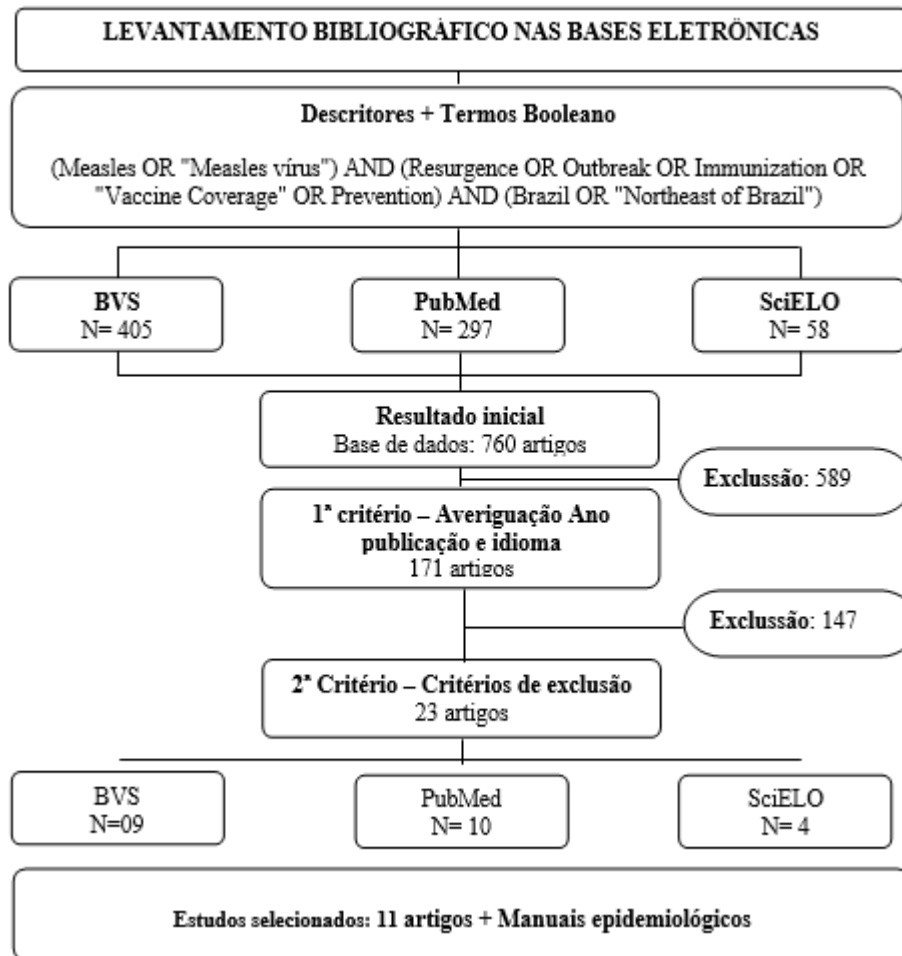 LEVANTAMENTO BIBLIOGRÁFICO NAS BASES ELETRÔNICAS
Descritores + Termos Booleano
(Measles OR "Measles vírus") AND (Resurgence OR Outbreak OR Immunization OR
"Vaccine Coverage" OR Prevention) AND (Brazil OR "Northeast of Brazil")
BVS
N= 405
PubMed
N= 297
SciELO
N= 58
Resultado inicial
Base de dados: 760 artigos
Exclussão: 589
1ª critério – Averiguação Ano
publicação e idioma
171 artigos
Exclussão: 147
2ª Critério – Critérios de exclusão
23 artigos
BVS
N=09
PubMed
N= 10
SciELO
N= 4
Estudos selecionados: 11 artigos + Manuais epidemiológicos